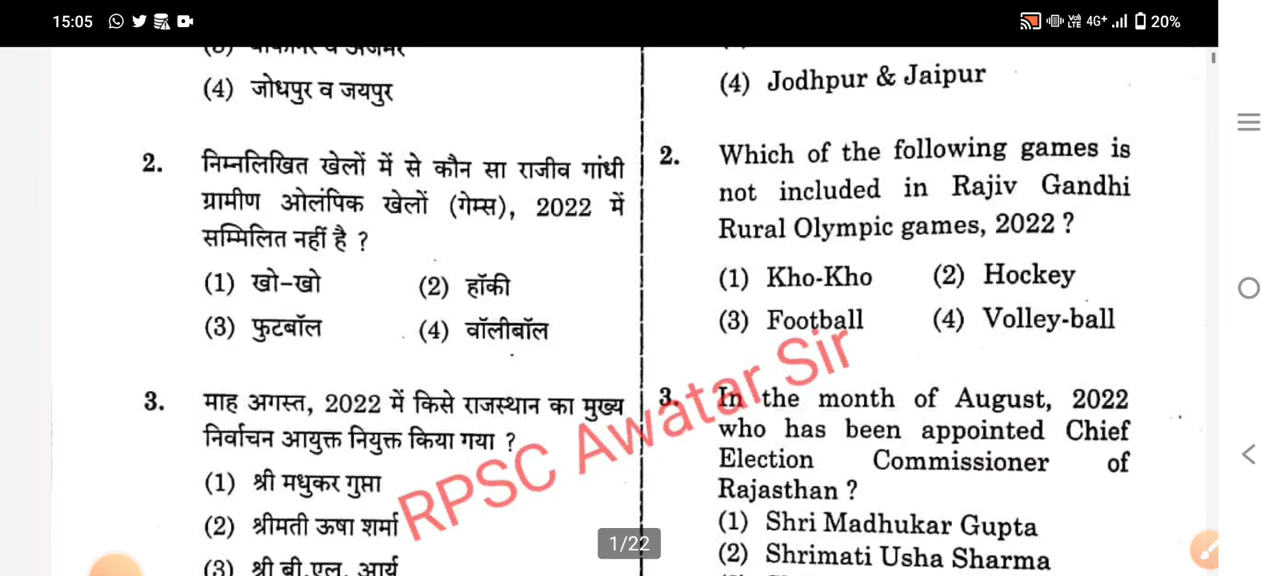 15:05
4G+
20%
(4) जोधपुर व जयपुर
2. निम्नलिखित खेलों में से कौन सा राजीव गांधी
ग्रामीण ओलंपिक खेलों (गेम्स), 2022 में
सम्मिलित नहीं है ?
(1) खो-खो (2) हॉकी
(3) फुटबॉल (4) वॉलीबॉल
3. माह अगस्त, 2022 में किसे राजस्थान का मुख्य
निर्वाचन आयुक्त नियुक्त किया गया ?
(1) श्री मधुकर गुप्ता
(2) श्रीमती ऊषा शर्मा
(3) श्री बी.एल. आर्य
(4) Jodhpur & Jaipur
2. Which of the following games is
not included in Rajiv Gandhi
Rural Olympic games, 2022 ?
(1) Kho-Kho (2) Hockey
(3) Football (4) Volley-ball
3. In the month of August, 2022
who has been appointed Chief
Election Commissioner of
Rajasthan ?
(1) Shri Madhukar Gupta
(2) Shrimati Usha Sharma
RPSC Awatar Sir
1/22